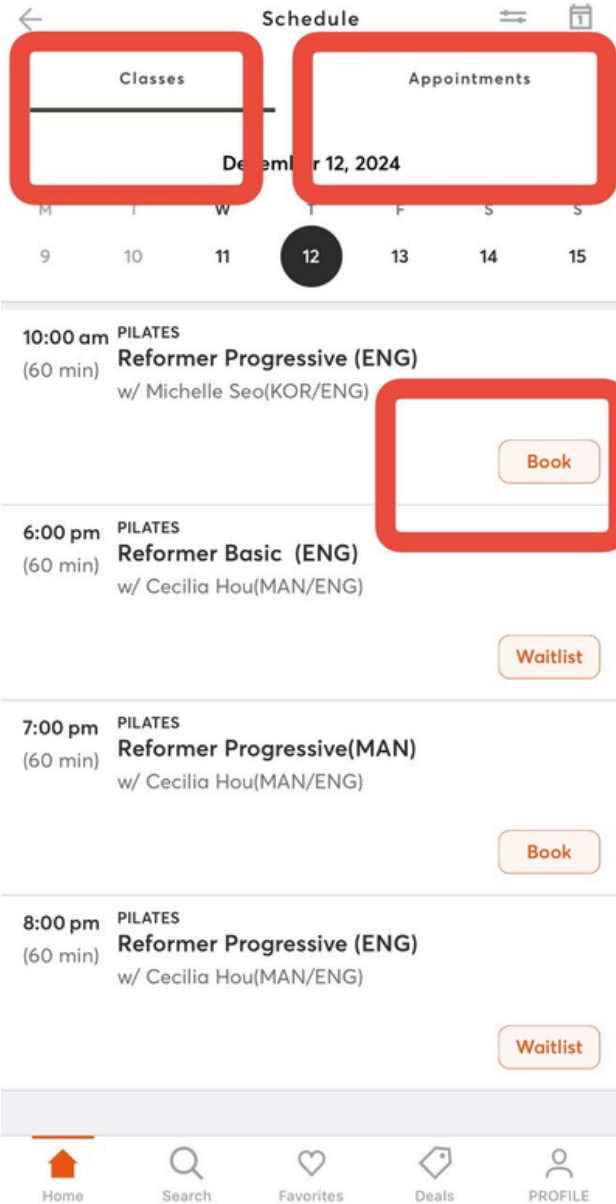 Schedule
1
Classes Appointments
December 12, 2024
M T W T F S S
9 10 11 12 13 14 15
10:00 am PILATES
(60 min) Reformer Progressive (ENG)
w/ Michelle Seo(KOR/ENG)
Book
6:00 pm PILATES
(60 min) Reformer Basic (ENG)
w/ Cecilia Hou(MAN/ENG)
Waitlist
7:00 pm PILATES
(60 min) Reformer Progressive(MAN)
w/ Cecilia Hou(MAN/ENG)
Book
8:00 pm PILATES
(60 min) Reformer Progressive (ENG)
w/ Cecilia Hou(MAN/ENG)
Waitlist
Home Search Favorites Deals PROFILE